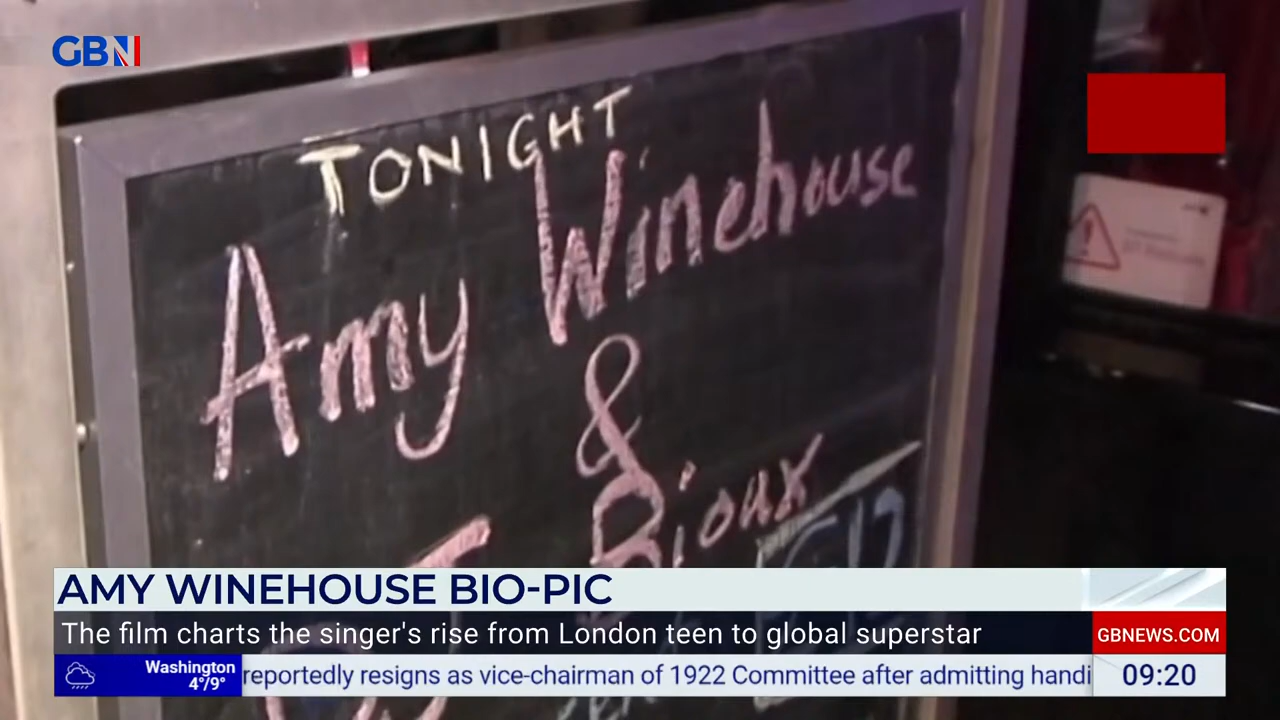 GBN
TONIGHT
Amy Winehouse
&
Bioux
AMY WINEHOUSE BIO-PIC
The film charts the singer's rise from London teen to global superstar
GBNEWS.COM
Washington
4°/9°
reportedly resigns as vice-chairman of 1922 Committee after admitting handi
09:20